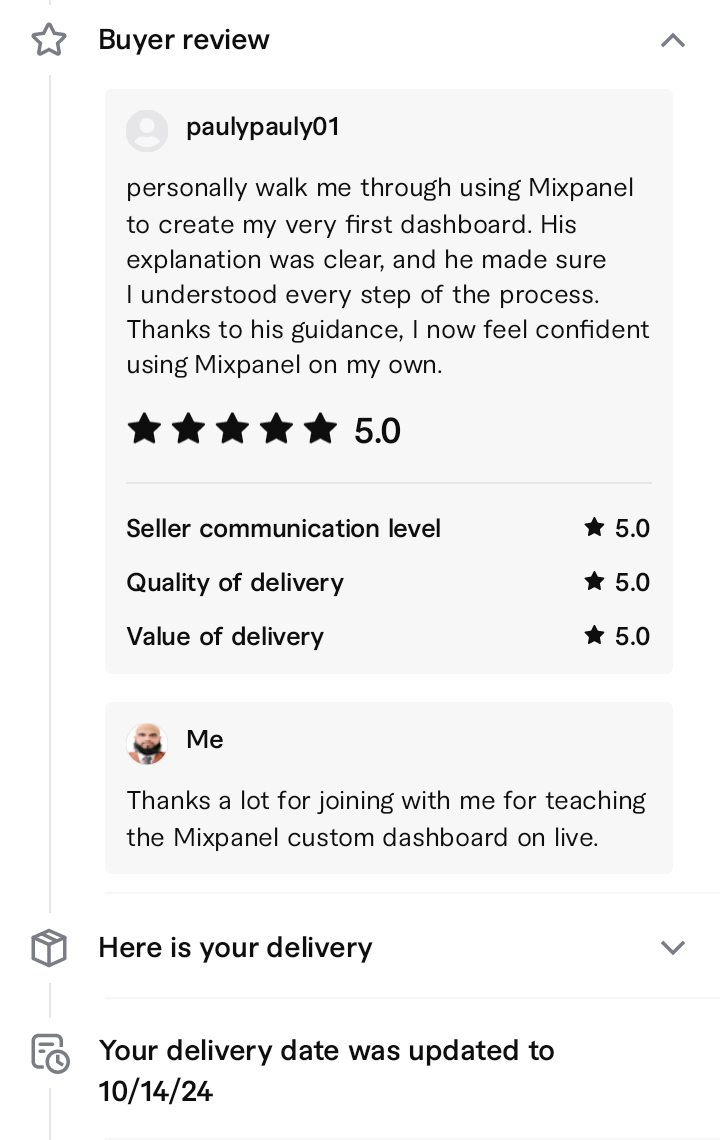 Buyer review
paulypauly01
personally walk me through using Mixpanel
to create my very first dashboard. His
explanation was clear, and he made sure
I understood every step of the process.
Thanks to his guidance, I now feel confident
using Mixpanel on my own.
5.0
Seller communication level 5.0
Quality of delivery 5.0
Value of delivery 5.0
Me
Thanks a lot for joining with me for teaching
the Mixpanel custom dashboard on live.
Here is your delivery
Your delivery date was updated to
10/14/24